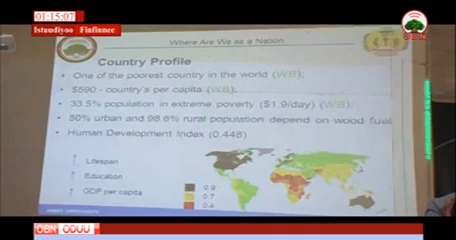 01:15:07
Istuudiyoo Finfinnee
OBN
Where Are We as a Nation
Country Profile
One of the poorest country in the world (WB);
$590 - country's per capita (WB);
33.5% population in extreme poverty ($1.9/day) (WB);
80% urban and 98.6% rural population depend on wood fuel
Human Development Index (0.448)
Lifespan
Education
GDP per capita
0.9
0.7
0.4
OBN ODUU